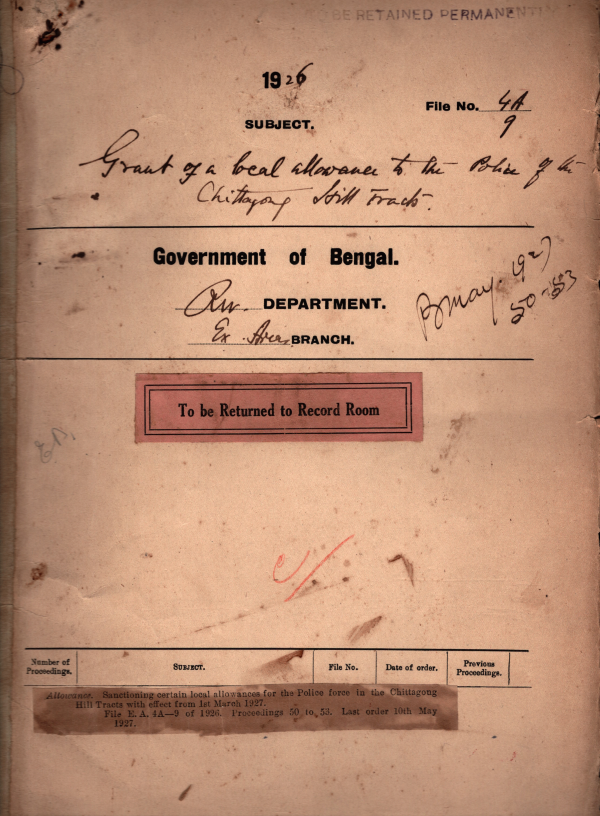 BE RETAINED PERMANENTLY
1926
File No. 4A
9
SUBJECT.
Grant of a local allowance to the Police of the
Chittagong Hill Tracts.
Government of Bengal.
Rev. DEPARTMENT.
Ex. Area BRANCH.
B May 1927
50-53
To be Returned to Record Room
Number of Proceedings. SUBJECT. File No. Date of order. Previous Proceedings.
Allowance. Sanctioning certain local allowances for the Police force in the Chittagong
Hill Tracts with effect from 1st March 1927.
File E. A. 4A—9 of 1926. Proceedings 50 to 53. Last order 10th May
1927.